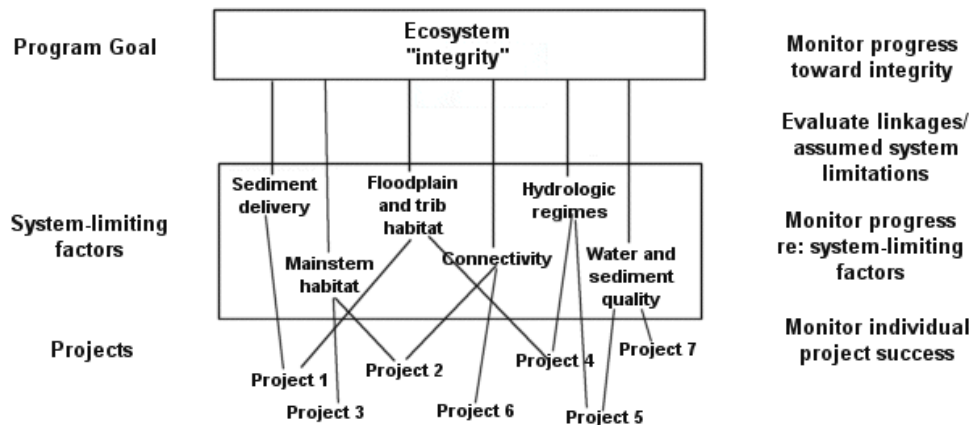 Program Goal
Ecosystem
"integrity"
Monitor progress
toward integrity
Evaluate linkages/
assumed system
limitations
System-limiting
factors
Sediment
delivery
Floodplain
and trib
habitat
Hydrologic
regimes
Mainstem
habitat
Connectivity
Water and
sediment
quality
Monitor progress
re: system-limiting
factors
Projects
Project 1
Project 2
Project 3
Project 4
Project 5
Project 6
Project 7
Monitor individual
project success